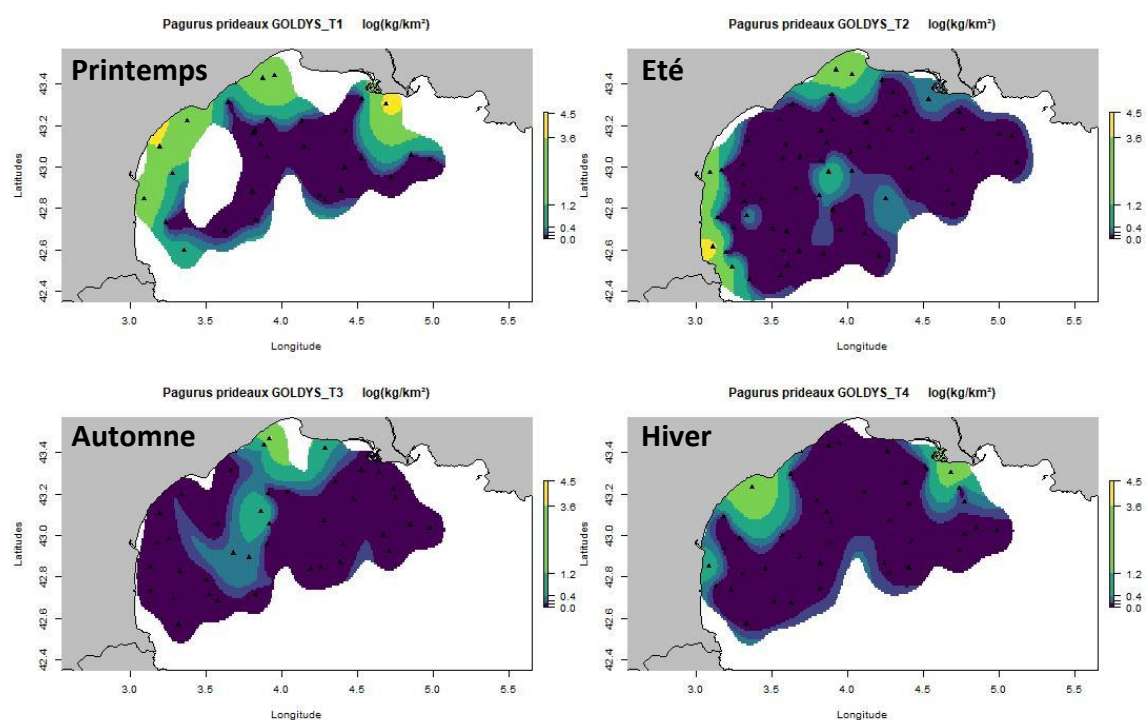 Pagurus prideaux GOLDYS_T1 log(kg/km²)
Printemps
Latitudes
43.4
43.2
43.0
42.8
42.6
42.4
3.0 3.5 4.0 4.5 5.0 5.5
Longitude
4.5
3.6
1.2
0.4
0.0
Pagurus prideaux GOLDYS_T2 log(kg/km²)
Eté
Latitudes
43.4
43.2
43.0
42.8
42.6
42.4
3.0 3.5 4.0 4.5 5.0 5.5
Longitude
4.5
3.6
1.2
0.4
0.0
Pagurus prideaux GOLDYS_T3 log(kg/km²)
Automne
Latitudes
43.4
43.2
43.0
42.8
42.6
42.4
3.0 3.5 4.0 4.5 5.0 5.5
Longitude
4.5
3.6
1.2
0.4
0.0
Pagurus prideaux GOLDYS_T4 log(kg/km²)
Hiver
Latitudes
43.4
43.2
43.0
42.8
42.6
42.4
3.0 3.5 4.0 4.5 5.0 5.5
Longitude
4.5
3.6
1.2
0.4
0.0